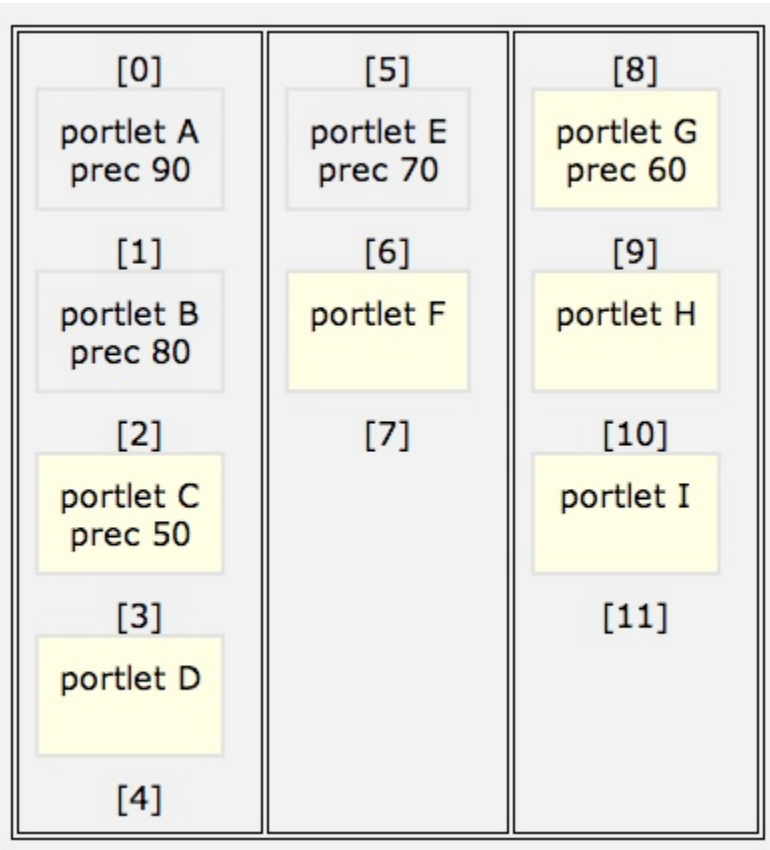 [0]
portlet A
prec 90
[1]
portlet B
prec 80
[2]
portlet C
prec 50
[3]
portlet D
[4]
[5]
portlet E
prec 70
[6]
portlet F
[7]
[8]
portlet G
prec 60
[9]
portlet H
[10]
portlet I
[11]